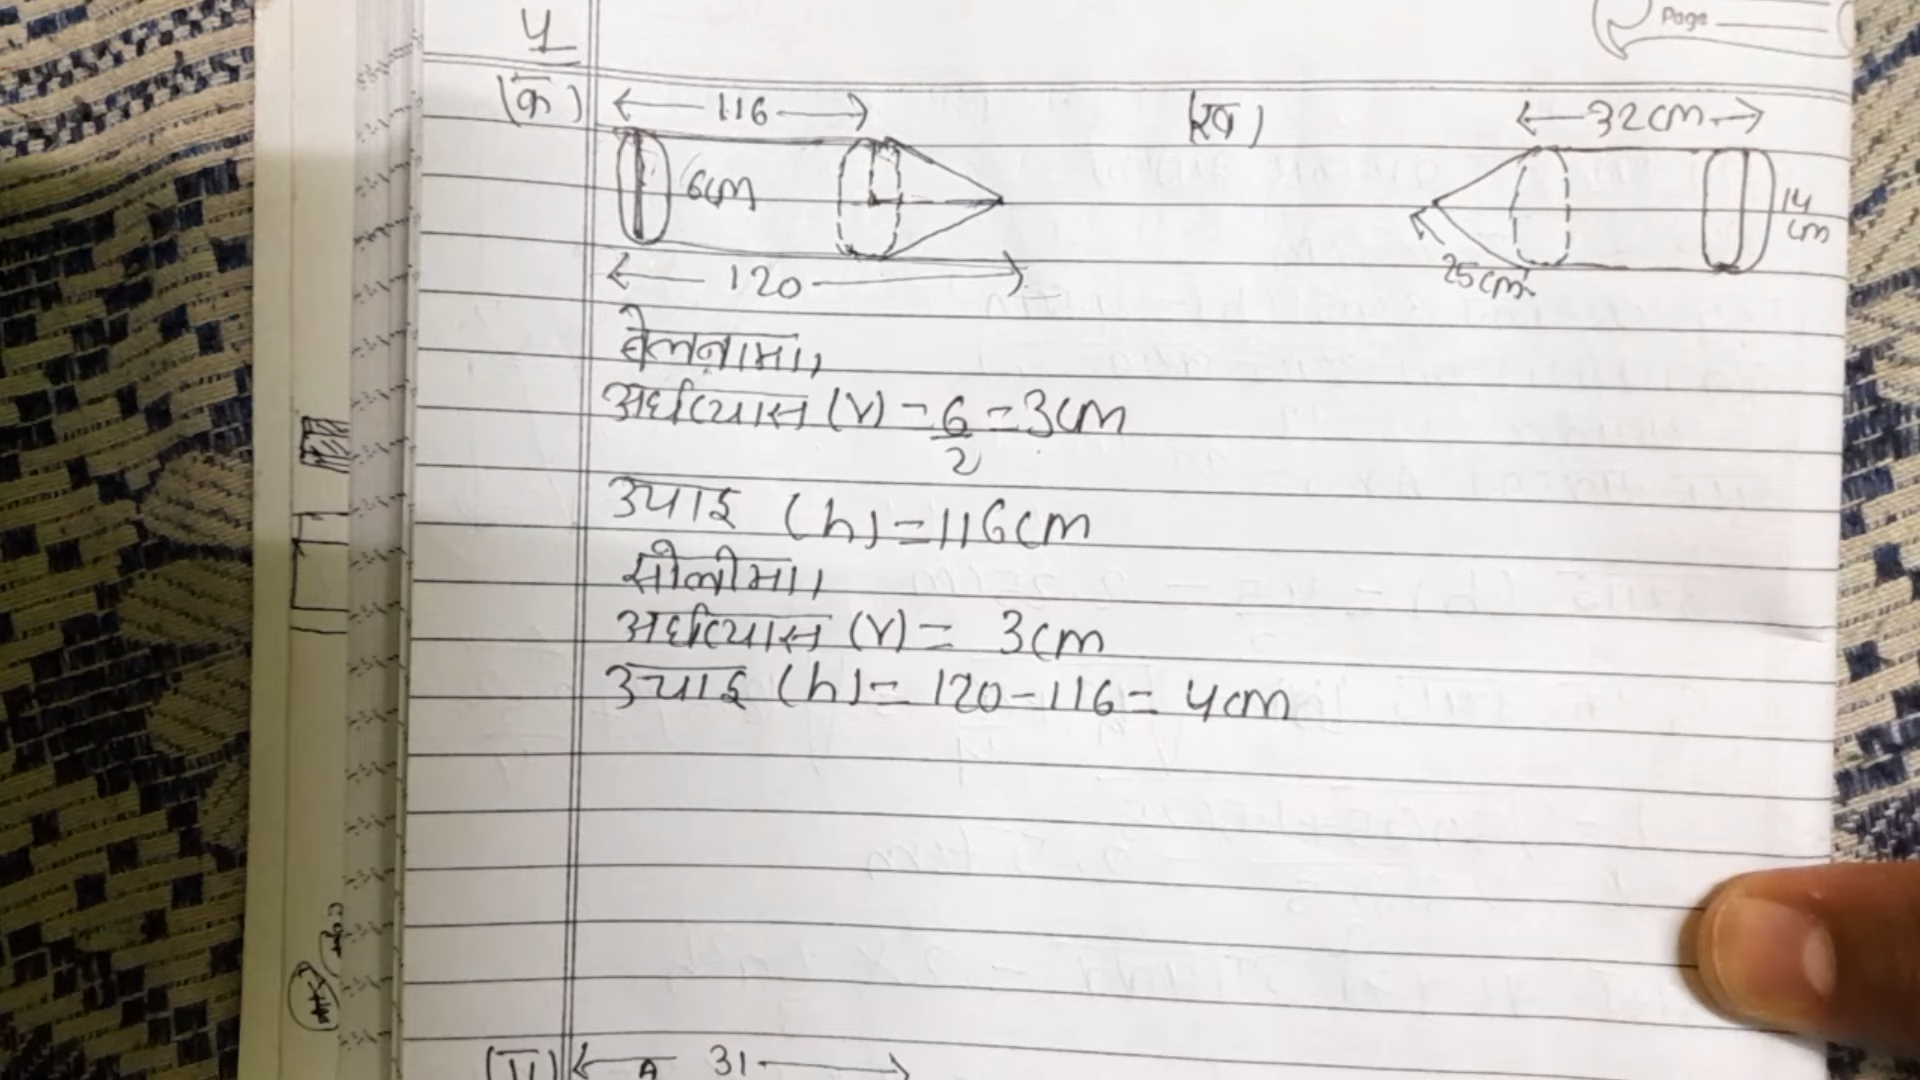 Page
५
(क) 116 (ख) 32cm
6cm 14
cm
120 25cm
बेलनामा,
अर्धव्यास (r) = 6/2 = 3cm
उचाइ (h) = 116cm
सोलीमा,
अर्धव्यास (r) = 3cm
उचाइ (h) = 120-116 = 4cm
31